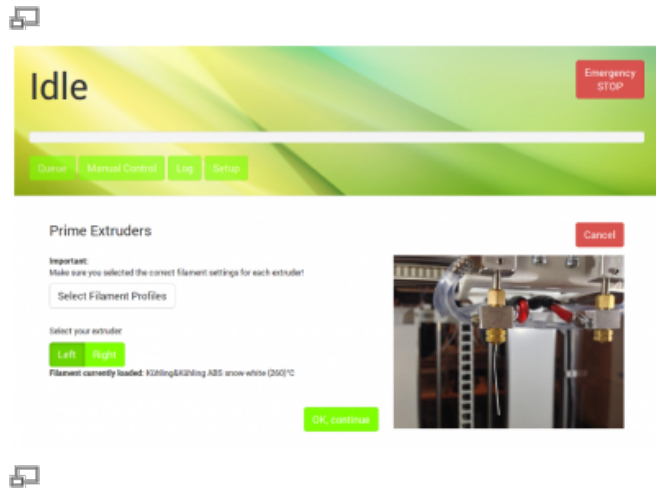 Idle
Emergency
STOP
Queue
Manual Control
Log
Setup
Prime Extruders
Cancel
Important:
Make sure you selected the correct filament settings for each extruder!
Select Filament Profiles
Select your extruder
Left
Right
Filament currently loaded: Kühling&Kühling ABS snow white (260)°C
OK, continue